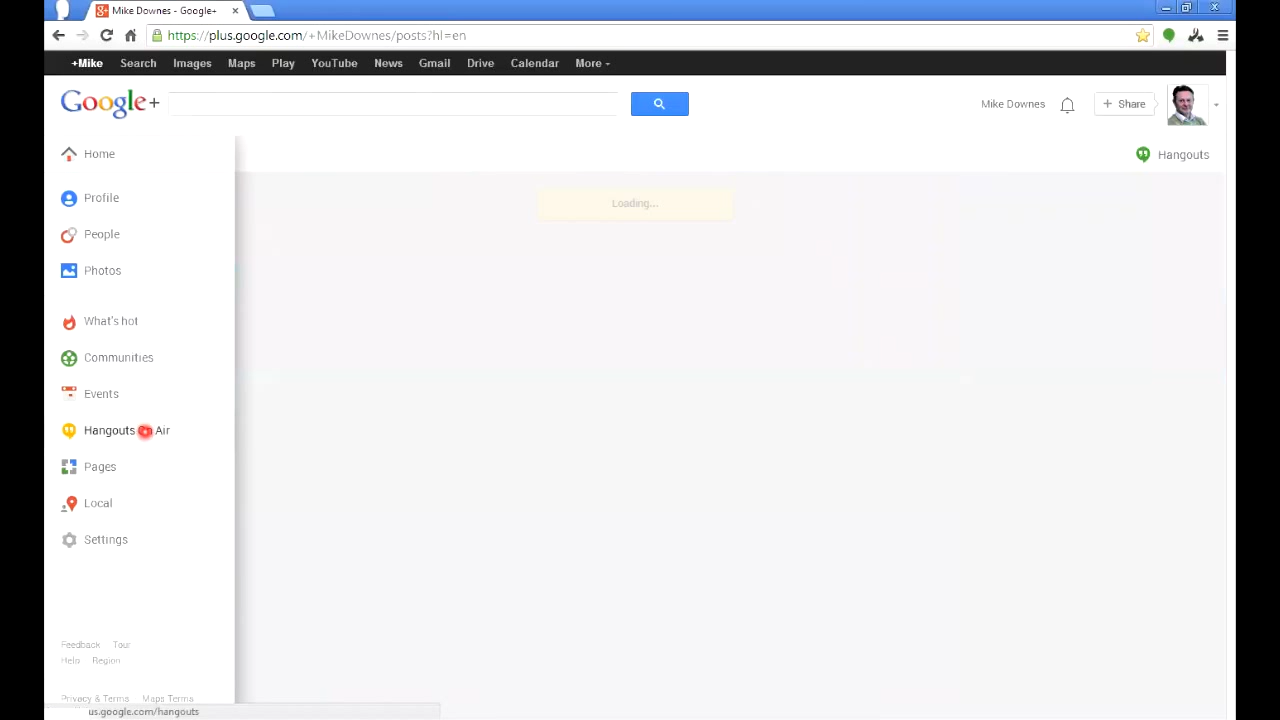 Mike Downes - Google+
https://plus.google.com/+MikeDownes/posts?hl=en
+Mike Search Images Maps Play YouTube News Gmail Drive Calendar More
Google+
Mike Downes
+ Share
Home
Hangouts
Profile
Loading...
People
Photos
What's hot
Communities
Events
Hangouts On Air
Pages
Local
Settings
Feedback Tour
Help Region
Privacy & Terms Maps Terms
us.google.com/hangouts